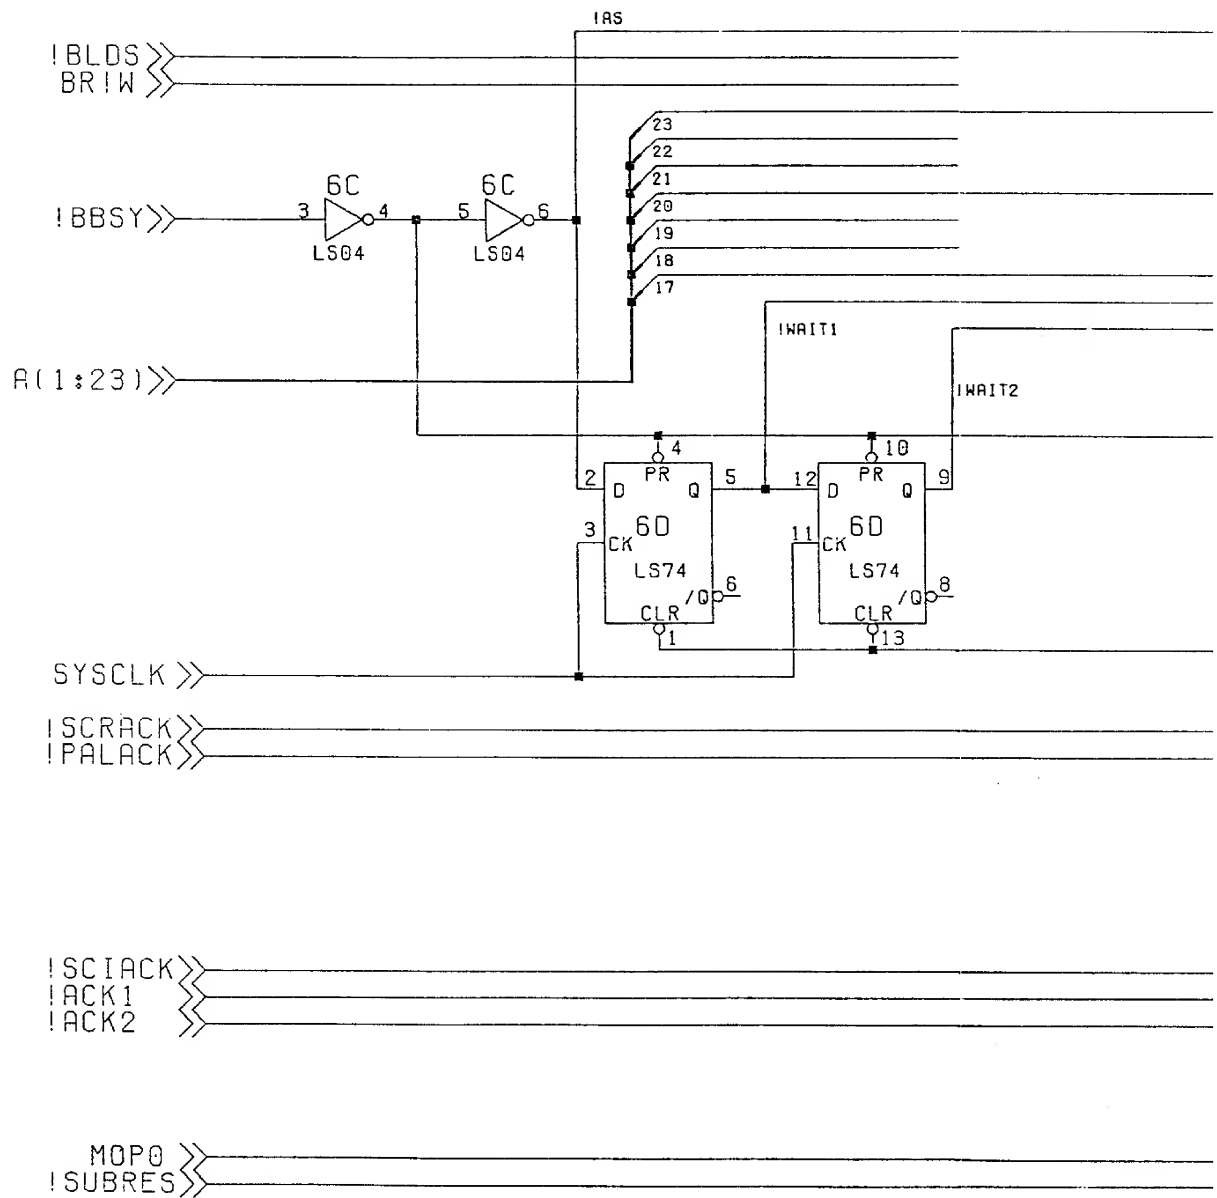 !AS
!BLDS
BR!W
23
22
21
20
19
18
17
6C
6C
!BBSY
3
4
5
6
LS04
LS04
!WAIT1
!WAIT2
A(1:23)
4
10
PR
PR
2
D
Q
5
12
D
Q
9
3
CK
6D
11
CK
6D
LS74
LS74
/Q
6
/Q
8
CLR
CLR
1
13
SYSCLK
!SCRACK
!PALACK
!SCIACK
!ACK1
!ACK2
MOP0
!SUBRES